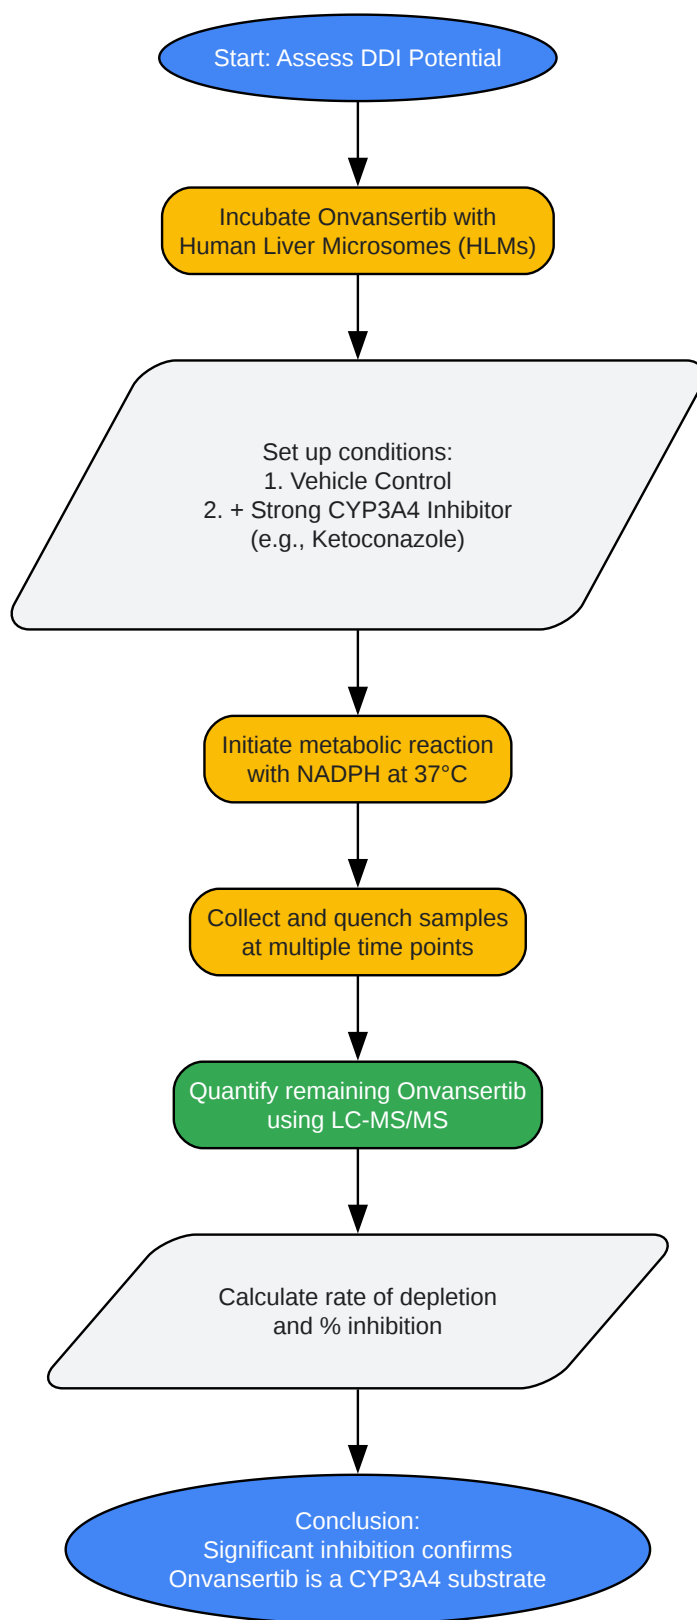 Start: Assess DDI Potential
Incubate Onvansertib with
Human Liver Microsomes (HLMs)
Set up conditions:
1. Vehicle Control
2. + Strong CYP3A4 Inhibitor
(e.g., Ketoconazole)
Initiate metabolic reaction
with NADPH at 37°C
Collect and quench samples
at multiple time points
Quantify remaining Onvansertib
using LC-MS/MS
Calculate rate of depletion
and % inhibition
Conclusion:
Significant inhibition confirms
Onvansertib is a CYP3A4 substrate